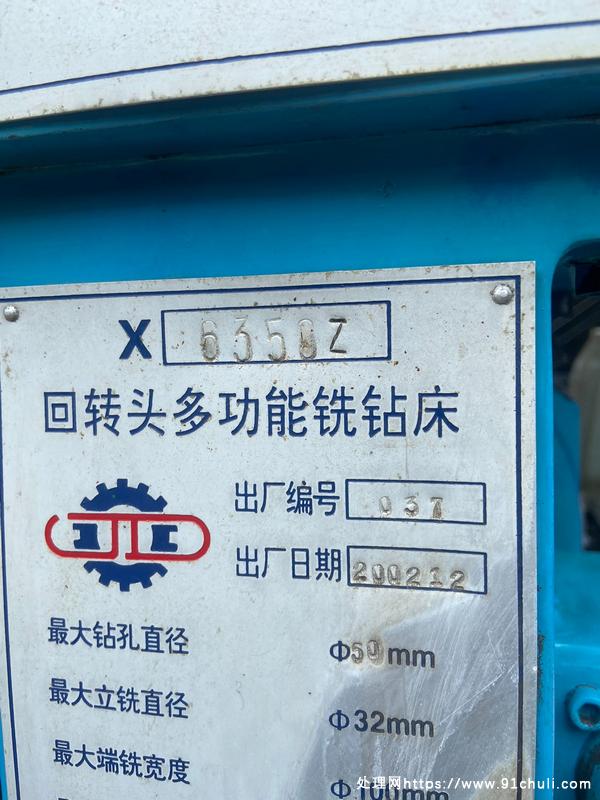 X 6350Z
回转头多功能铣钻床
出厂编号 037
出厂日期 200212
最大钻孔直径 Φ50mm
最大立铣直径 Φ32mm
最大端铣宽度 Φ100mm
处理网https://www.91chuli.com